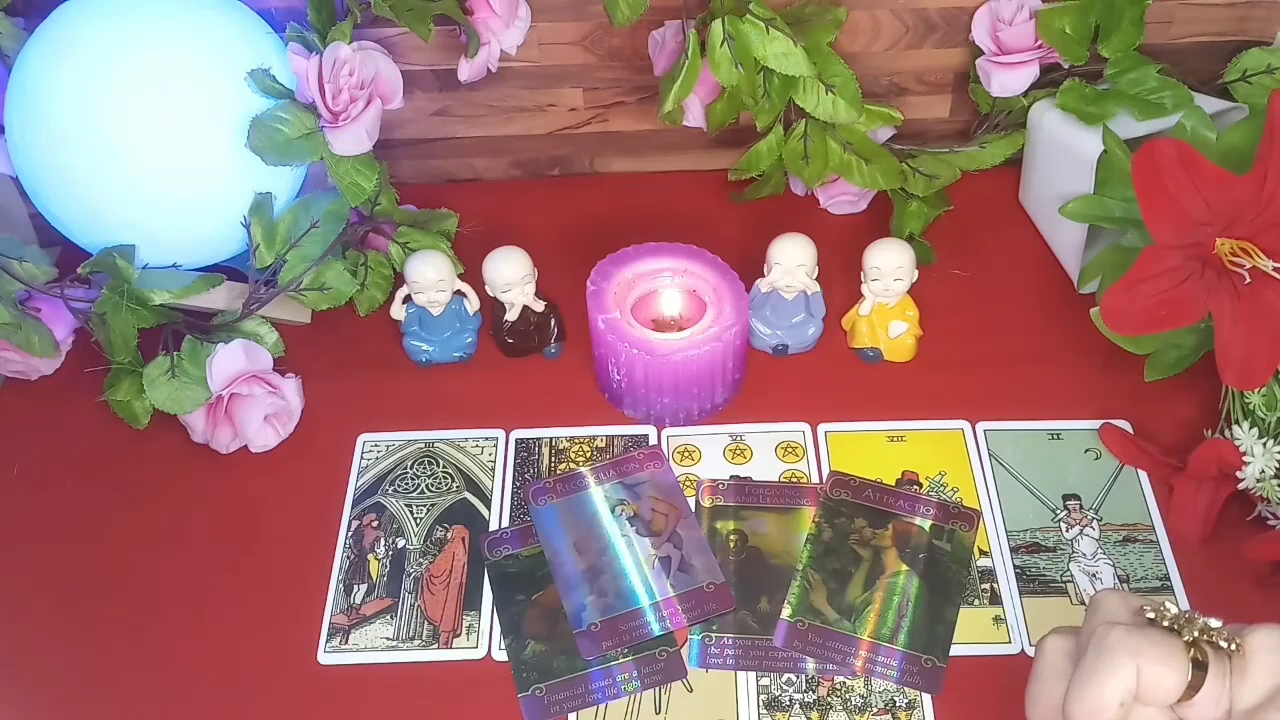 VI
VII
II
RECONCILIATION
Someone from your
past is returning to your life.
Financial issues are a factor
in your love life right now.
FORGIVING
AND LEARNING
As you
the past, you
love in your present moments.
ATTRACTION
You attract romantic love
by enjoying this moment fully.